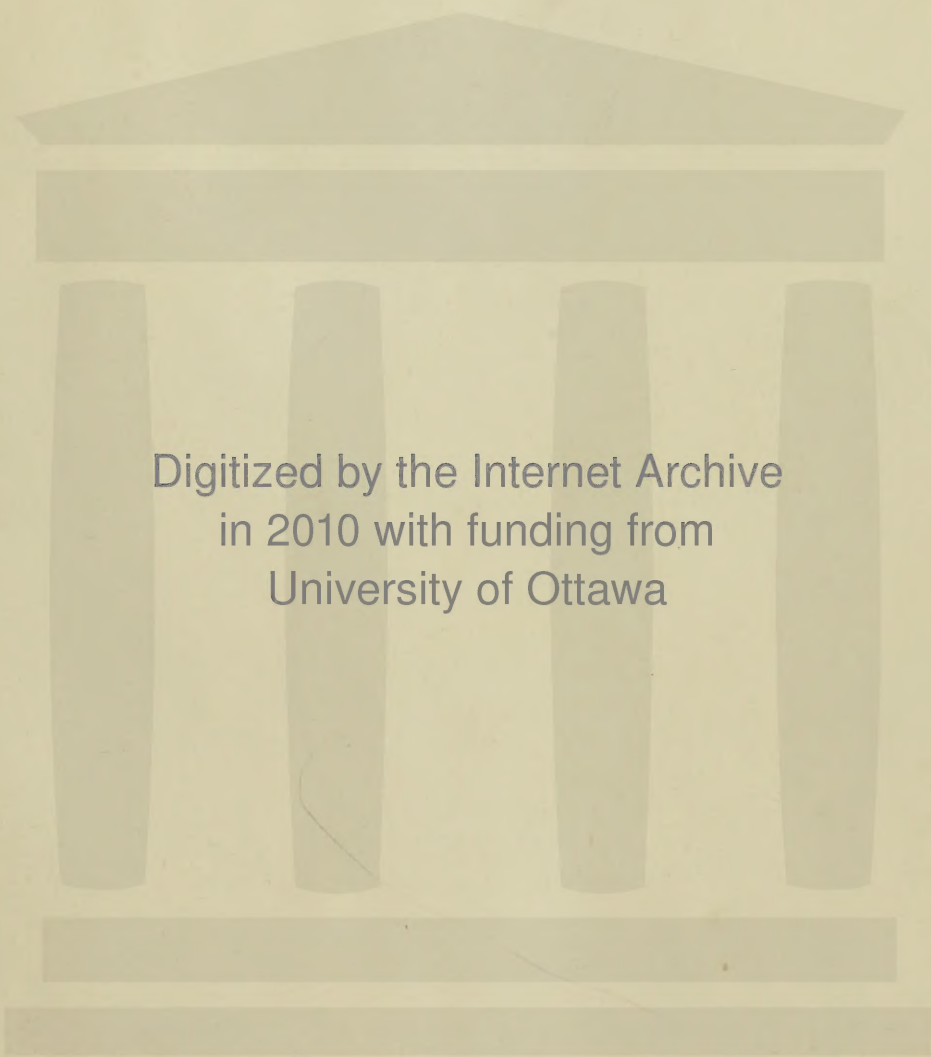 Digitized by the Internet Archive
in 2010 with funding from
University of Ottawa